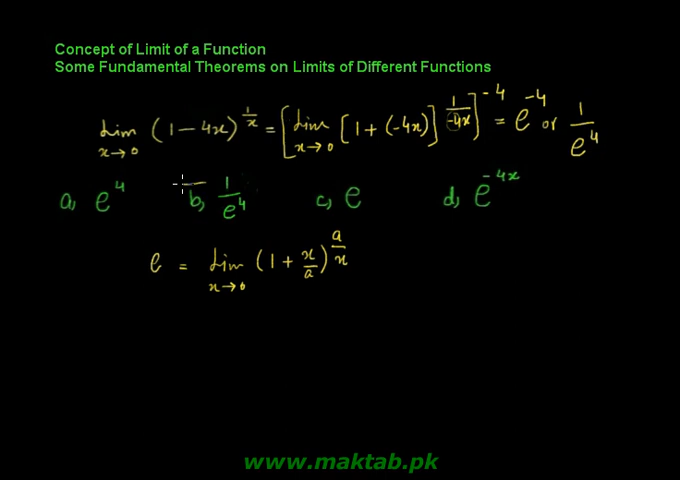 Concept of Limit of a Function
Some Fundamental Theorems on Limits of Different Functions
lim x→0 (1 − 4x)^(1/x) = [lim x→0 [1 + (−4x)]^(1/−4x)]^−4 = e^−4 or 1/e^4
a, e^4 b, 1/e^4 c, e d, e^−4x
e = lim x→0 (1 + x/a)^(a/x)
www.maktab.pk